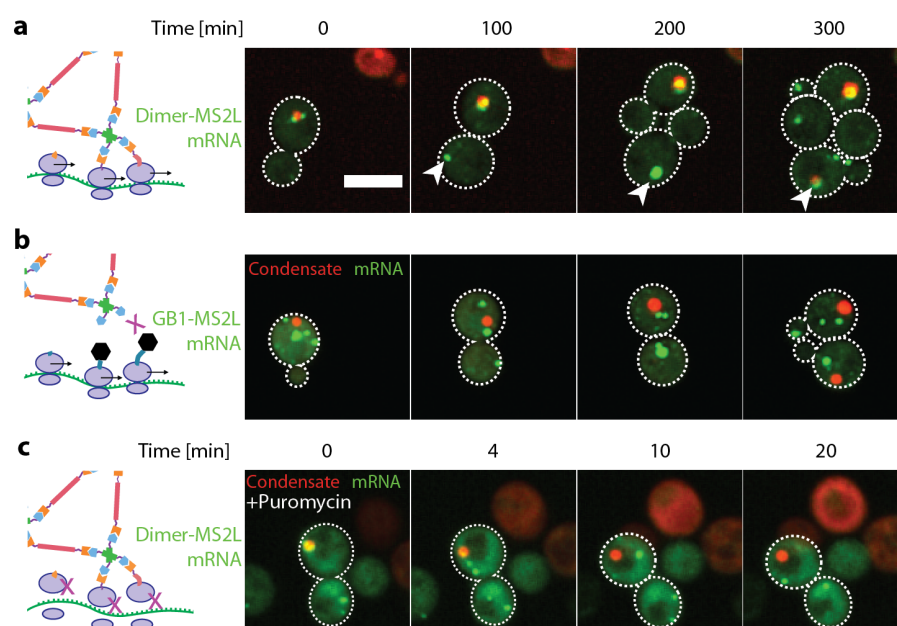 a Time [min] 0 100 200 300
Dimer-MS2L
mRNA
b
Condensate mRNA
GB1-MS2L
mRNA
c Time [min] 0 4 10 20
Condensate mRNA
+Puromycin
Dimer-MS2L
mRNA